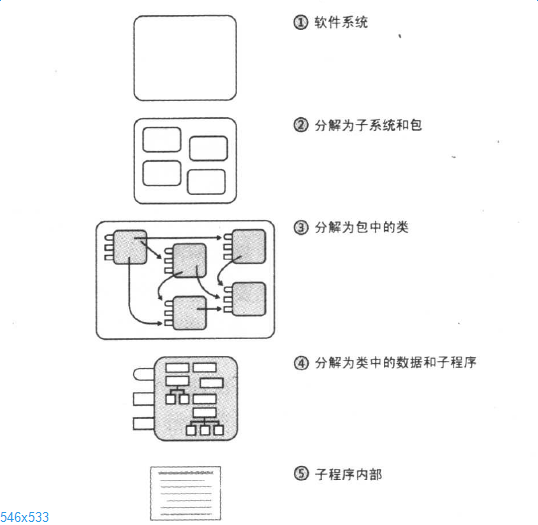 ① 软件系统
② 分解为子系统和包
③ 分解为包中的类
④ 分解为类中的数据和子程序
⑤ 子程序内部
546x533